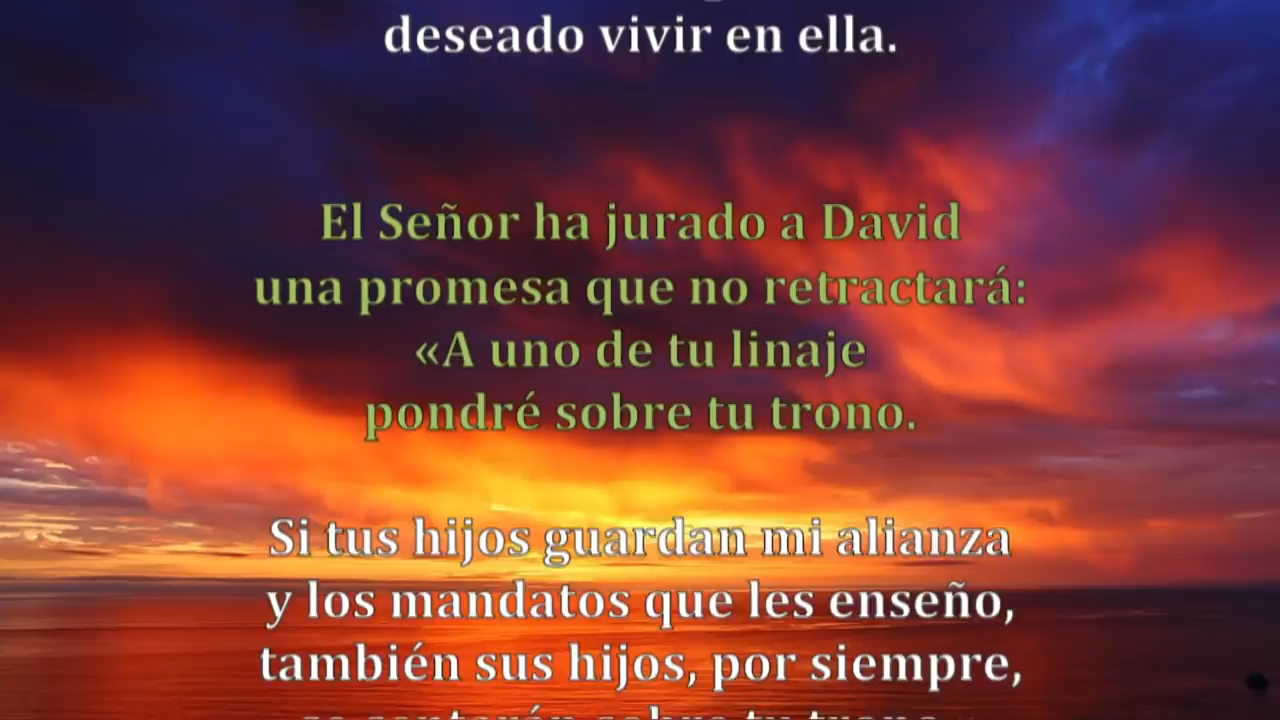 deseado vivir en ella.
El Señor ha jurado a David
una promesa que no retractará:
«A uno de tu linaje
pondré sobre tu trono.
Si tus hijos guardan mi alianza
y los mandatos que les enseño,
también sus hijos, por siempre,